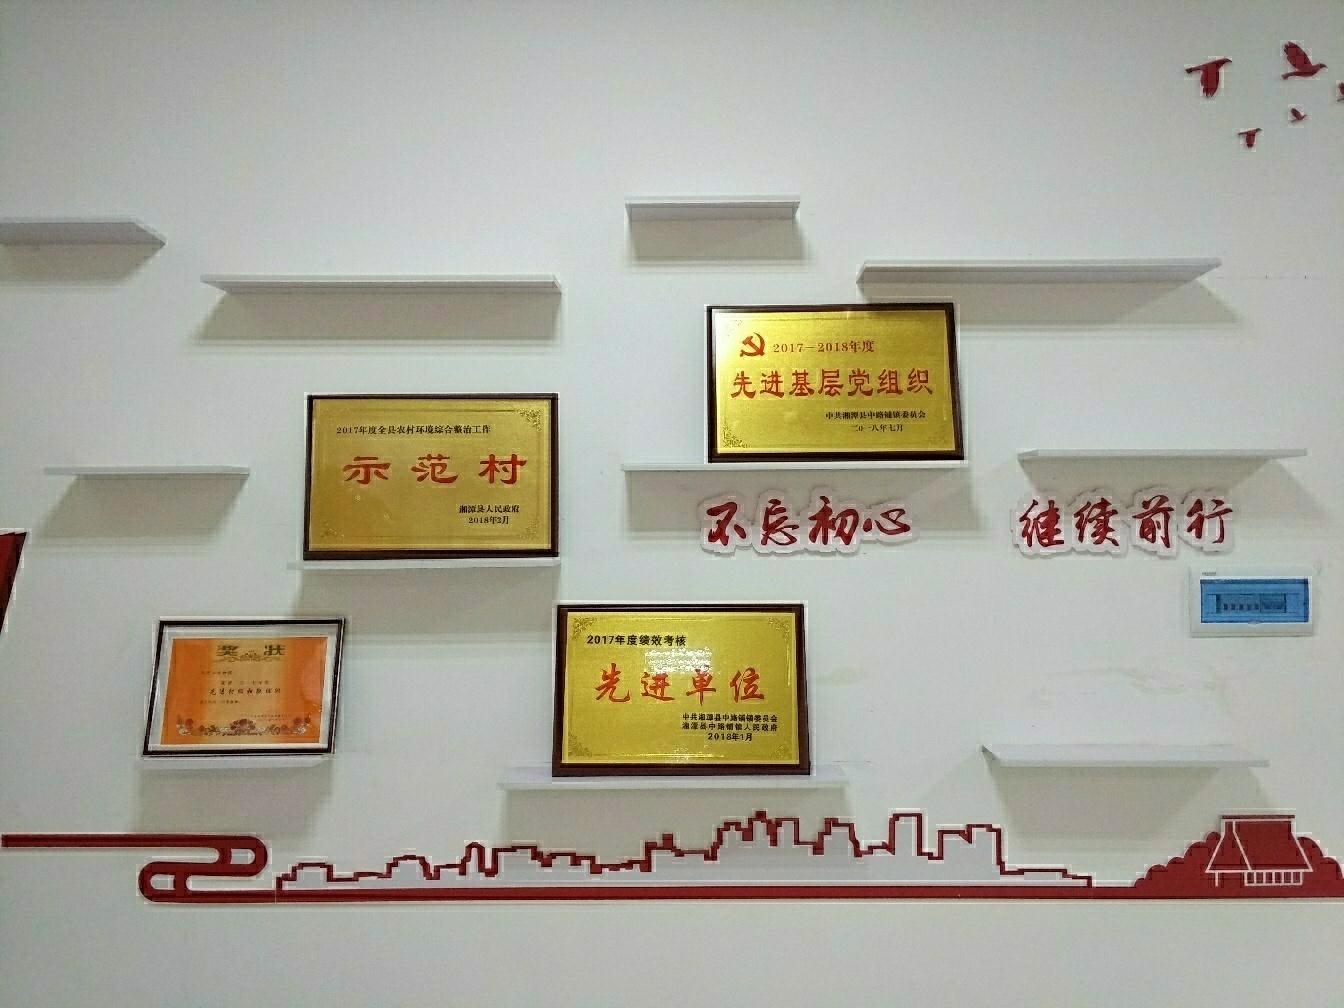 2017—2018年度
先进基层党组织
中共湘潭县中路铺镇委员会
二〇一八年七月
2017年度全县农村环境综合整治工作
示范村
湘潭县人民政府
2018年2月
不忘初心 继续前行
奖状
2017年度绩效考核
先进单位
中共湘潭县中路铺镇委员会
湘潭县中路铺镇人民政府
2018年1月